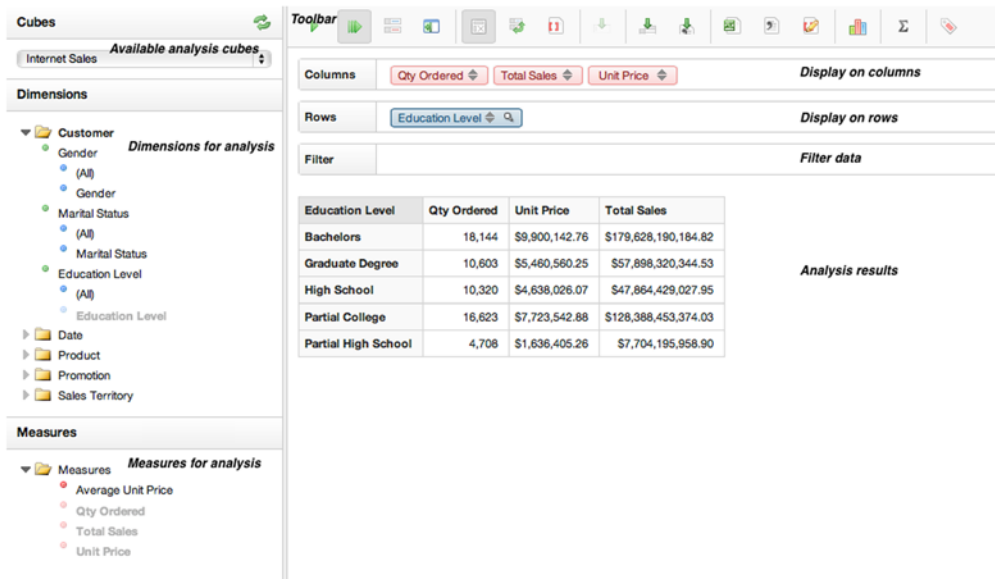 Cubes
Available analysis cubes
Internet Sales
Dimensions
Customer
Dimensions for analysis
Gender
(All)
Gender
Marital Status
(All)
Marital Status
Education Level
(All)
Education Level
Date
Product
Promotion
Sales Territory
Measures
Measures for analysis
Measures
Average Unit Price
Qty Ordered
Total Sales
Unit Price
Toolbar
Columns Qty Ordered Total Sales Unit Price Display on columns
Rows Education Level Display on rows
Filter Filter data
Education Level Qty Ordered Unit Price Total Sales
Bachelors 18,144 $9,900,142.76 $179,628,190,184.82
Graduate Degree 10,603 $5,460,560.25 $57,898,320,344.53
High School 10,320 $4,638,026.07 $47,864,429,027.95
Partial College 16,623 $7,723,542.88 $128,388,453,374.03
Partial High School 4,708 $1,636,405.26 $7,704,195,958.90
Analysis results